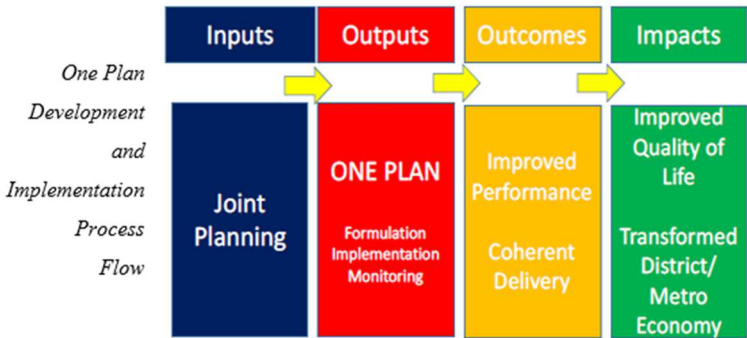 Inputs
Outputs
Outcomes
Impacts
One Plan
Development
and
Implementation
Process
Flow
Joint
Planning
ONE PLAN
Formulation
Implementation
Monitoring
Improved
Performance
Coherent
Delivery
Improved
Quality of
Life
Transformed
District/
Metro
Economy